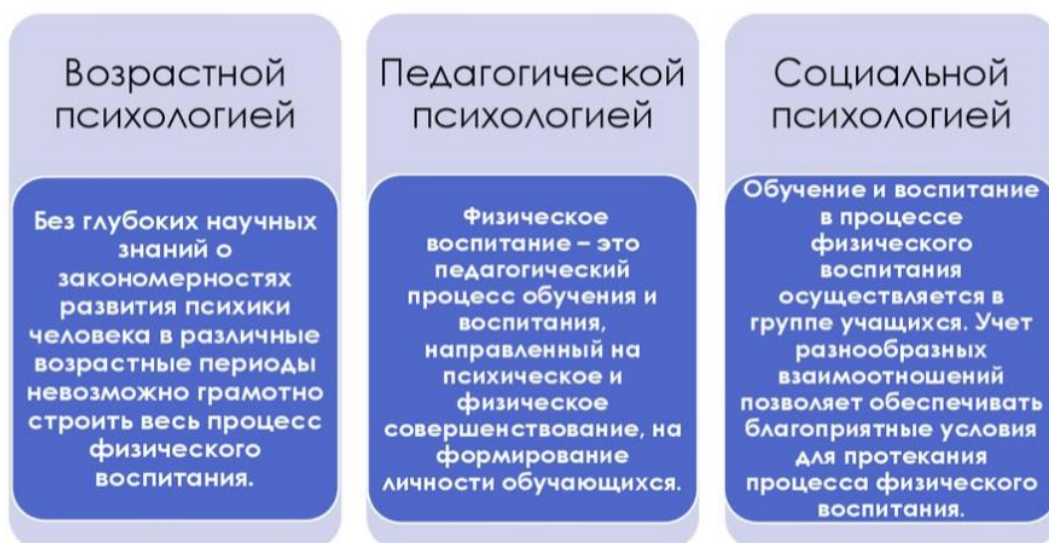 Возрастной
психологией
Без глубоких научных
знаний о
закономерностях
развития психики
человека в различные
возрастные периоды
невозможно грамотно
строить весь процесс
физического
воспитания.
Педагогической
психологией
Физическое
воспитание – это
педагогический
процесс обучения и
воспитания,
направленный на
психическое и
физическое
совершенствование, на
формирование
личности обучающихся.
Социальной
психологией
Обучение и воспитание
в процессе
физического
воспитания
осуществляется в
группе учащихся. Учет
разнообразных
взаимоотношений
позволяет обеспечивать
благоприятные условия
для протекания
процесса физического
воспитания.